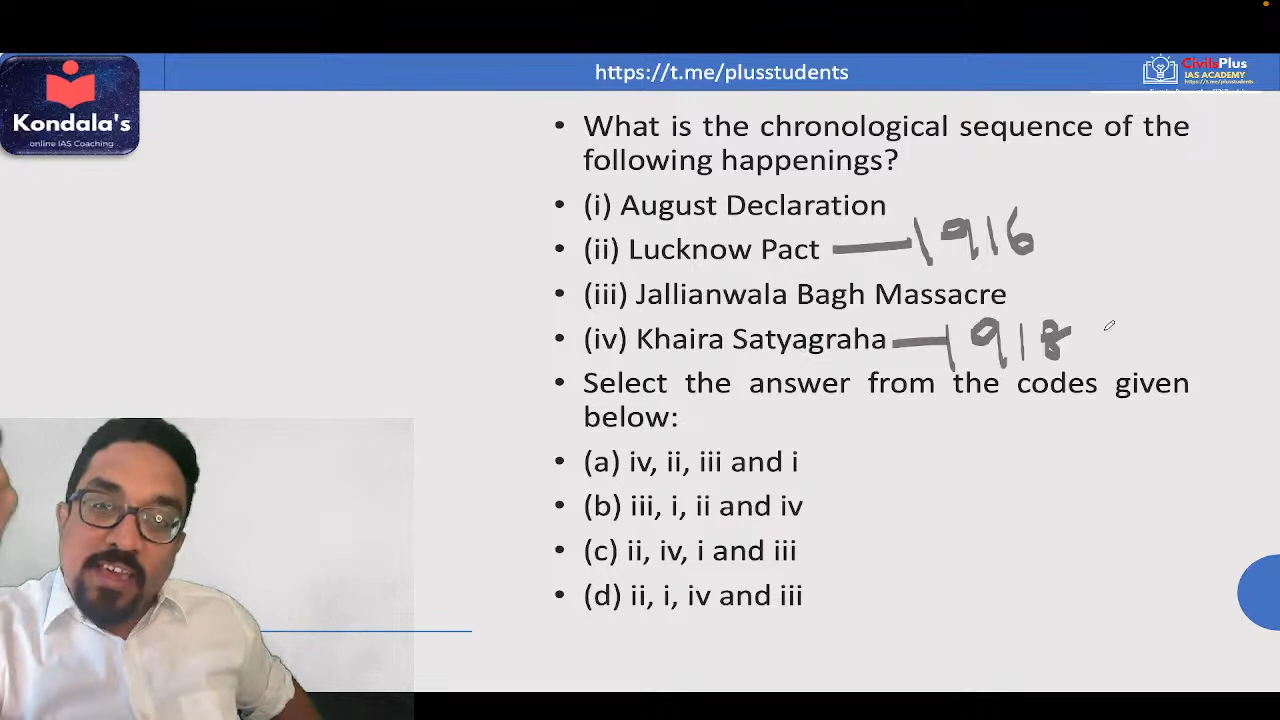 https://t.me/plusstudents
CivilsPlus
IAS ACADEMY
https://t.me/plusstudents
Kondala's
online IAS Coaching
• What is the chronological sequence of the
following happenings?
• (i) August Declaration
• (ii) Lucknow Pact 1916
• (iii) Jallianwala Bagh Massacre
• (iv) Khaira Satyagraha 1918
• Select the answer from the codes given
below:
• (a) iv, ii, iii and i
• (b) iii, i, ii and iv
• (c) ii, iv, i and iii
• (d) ii, i, iv and iii